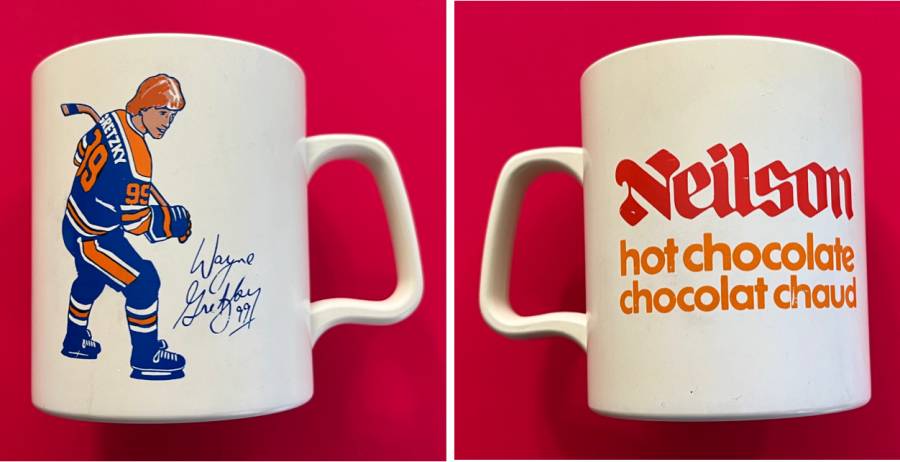 GRETZKY
99
99
Wayne
Gretzky
99
Neilson
hot chocolate
chocolat chaud